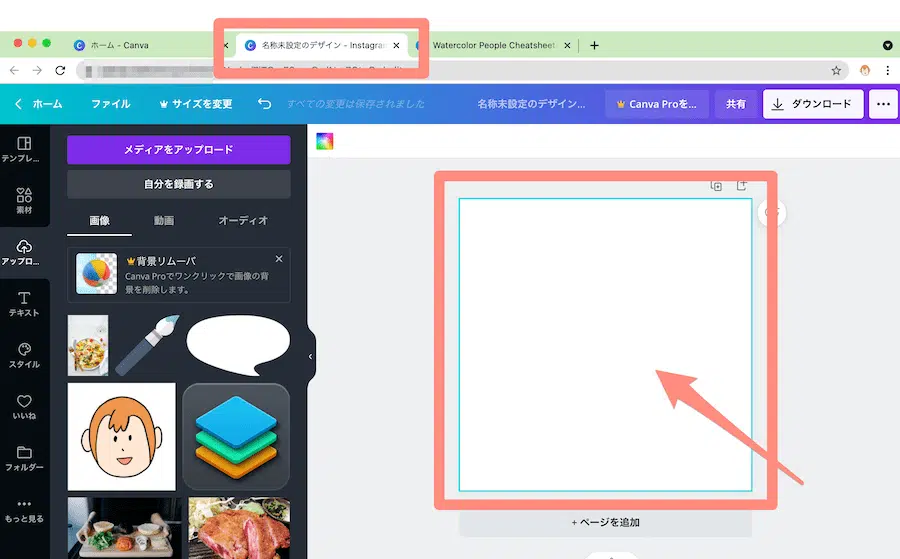 ホーム - Canva
名称未設定のデザイン - Instagra
Watercolor People Cheatsheet
ホーム
ファイル
サイズを変更
すべての変更は保存されました
名称未設定のデザイン...
Canva Proを...
共有
ダウンロード
テンプレ...
素材
アップロ...
テキスト
スタイル
いいね
フォルダー
もっと見る
メディアをアップロード
自分を録画する
画像
動画
オーディオ
背景リムーバ
Canva Proでワンクリックで画像の背
景を削除します。
+ ページを追加